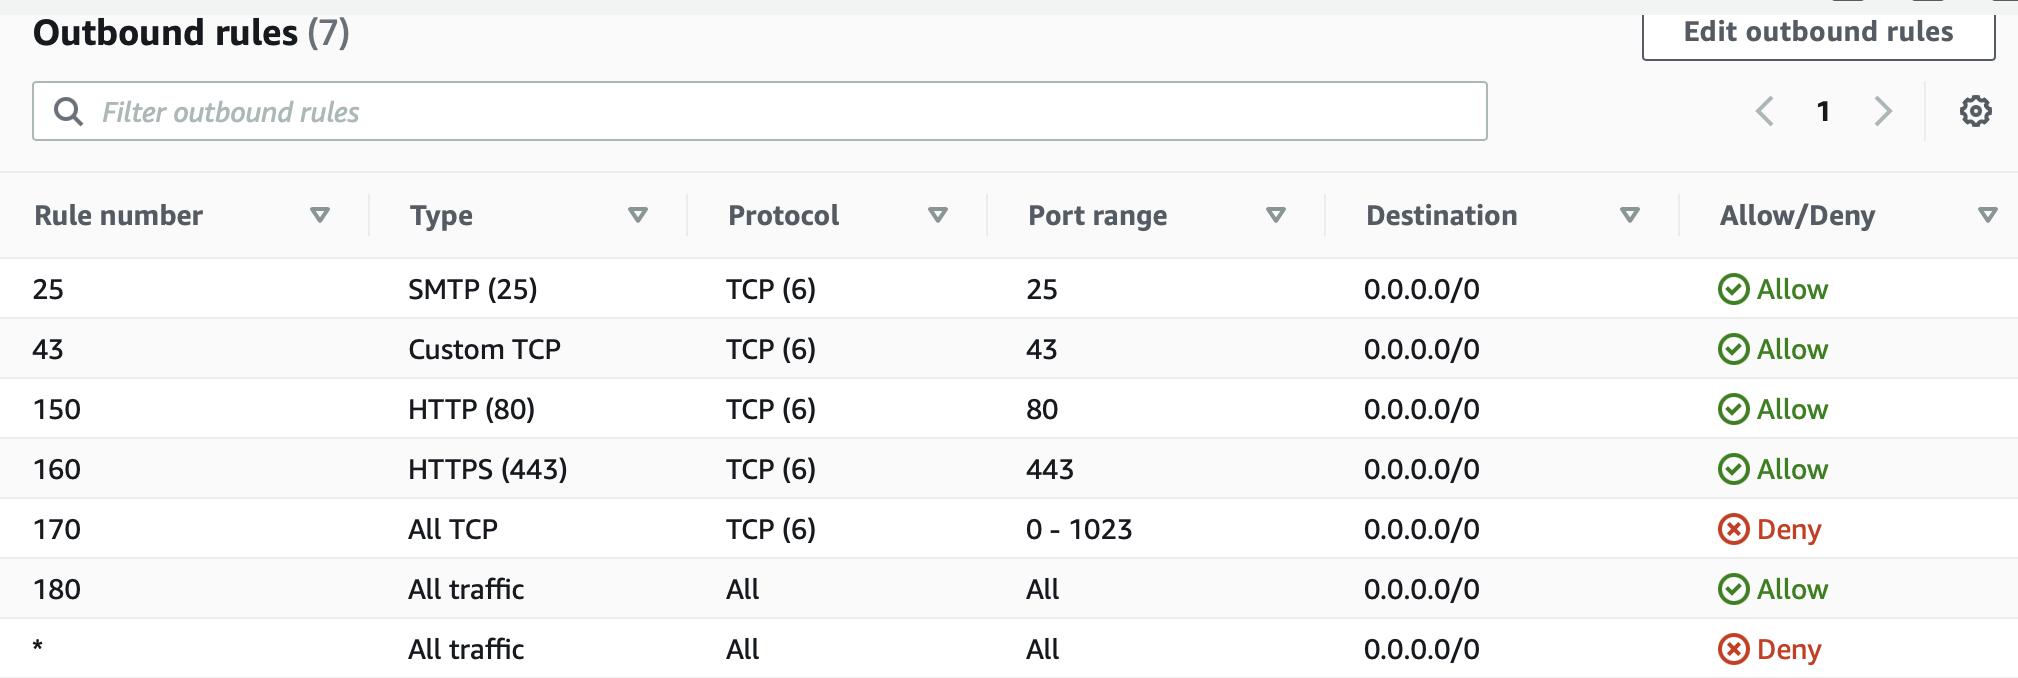 Outbound rules (7)
Edit outbound rules
Filter outbound rules
1
Rule number Type Protocol Port range Destination Allow/Deny
25 SMTP (25) TCP (6) 25 0.0.0.0/0 Allow
43 Custom TCP TCP (6) 43 0.0.0.0/0 Allow
150 HTTP (80) TCP (6) 80 0.0.0.0/0 Allow
160 HTTPS (443) TCP (6) 443 0.0.0.0/0 Allow
170 All TCP TCP (6) 0 - 1023 0.0.0.0/0 Deny
180 All traffic All All 0.0.0.0/0 Allow
* All traffic All All 0.0.0.0/0 Deny